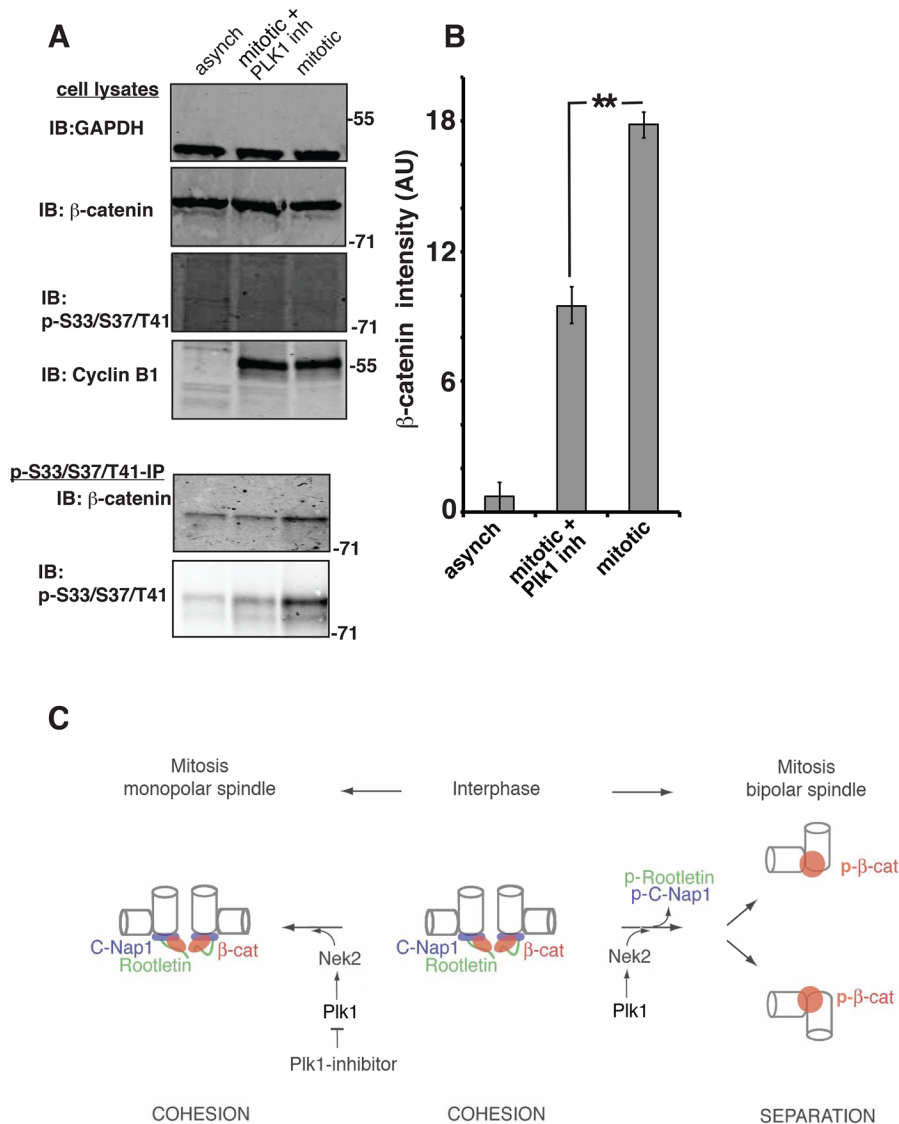 A
asynch
mitotic +
PLK1 inh
mitotic
cell lysates
IB:GAPDH
-55
IB: β-catenin
-71
IB:
p-S33/S37/T41
-71
IB: Cyclin B1
-55
p-S33/S37/T41-IP
IB: β-catenin
-71
IB:
p-S33/S37/T41
-71
B
β-catenin intensity (AU)
18
12
6
0
**
asynch
mitotic +
Plk1 inh
mitotic
C
Mitosis
monopolar spindle
Interphase
Mitosis
bipolar spindle
C-Nap1
Rootletin
β-cat
Nek2
Plk1
Plk1-inhibitor
C-Nap1
Rootletin
β-cat
p-Rootletin
p-C-Nap1
Nek2
Plk1
p-β-cat
p-β-cat
COHESION
COHESION
SEPARATION